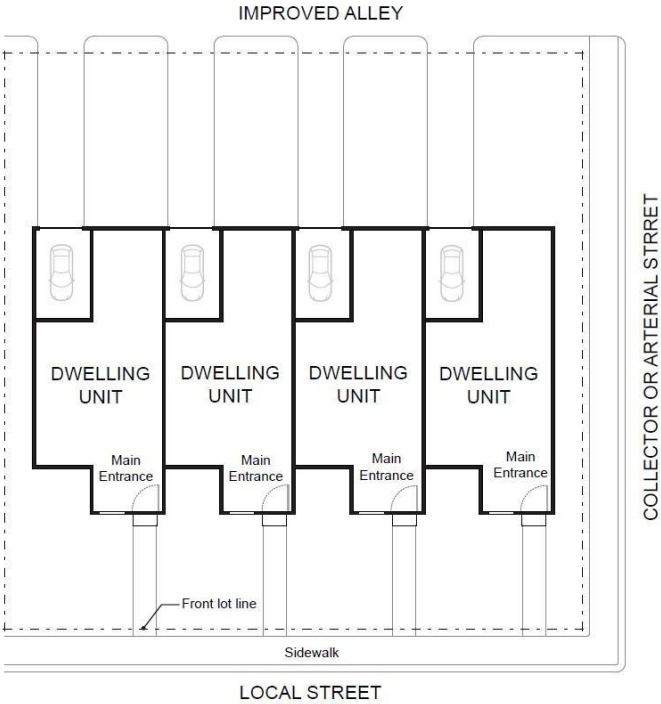 IMPROVED ALLEY
COLLECTOR OR ARTERIAL STRRET
DWELLING
UNIT
DWELLING
UNIT
DWELLING
UNIT
DWELLING
UNIT
Main
Entrance
Main
Entrance
Main
Entrance
Main
Entrance
Front lot line
Sidewalk
LOCAL STREET